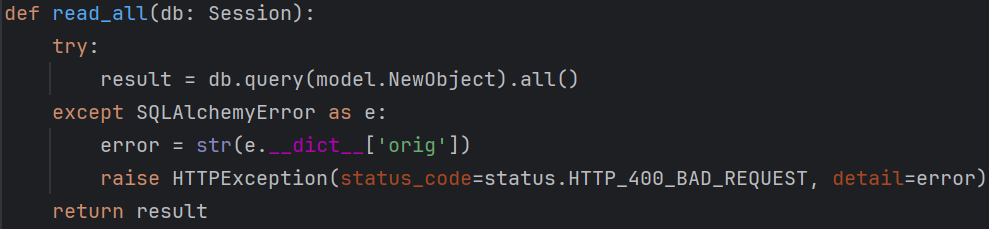 def read_all(db: Session):
    try:
        result = db.query(model.NewObject).all()
    except SQLAlchemyError as e:
        error = str(e.__dict__['orig'])
        raise HTTPException(status_code=status.HTTP_400_BAD_REQUEST, detail=error)
    return result